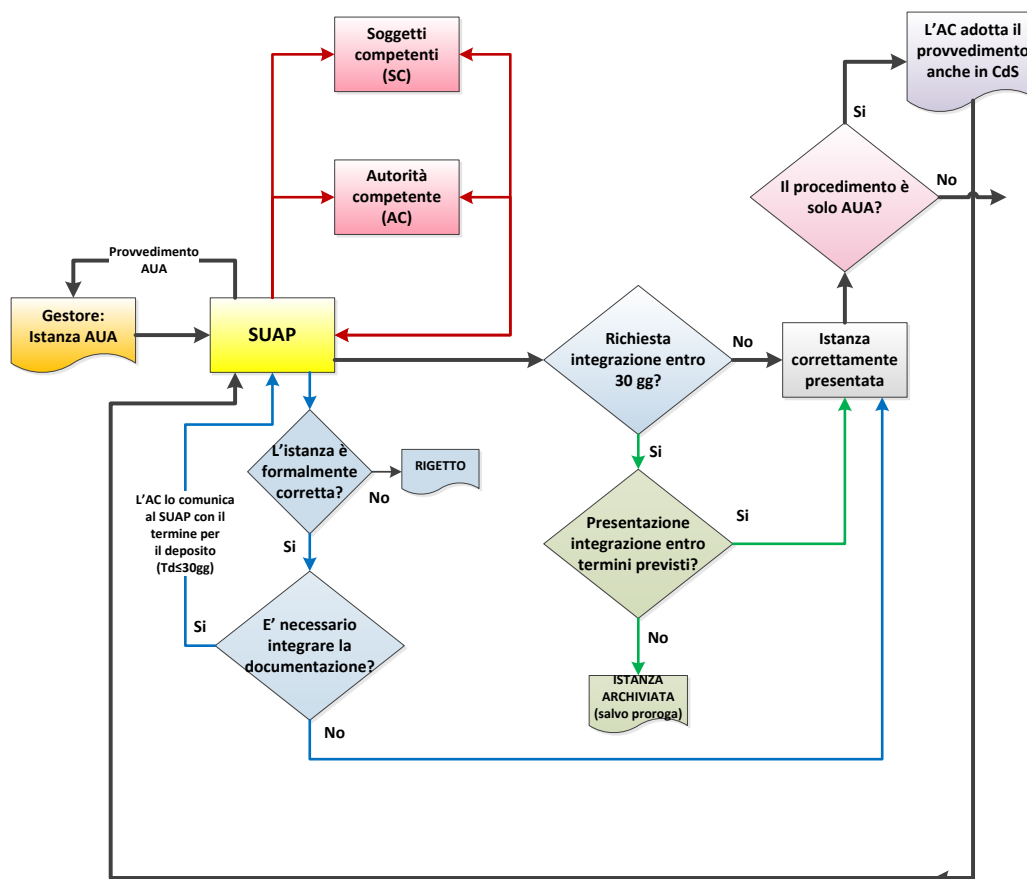 Soggetti
competenti
(SC)
L'AC adotta il
provvedimento
anche in CdS
Si
Autorità
competente
(AC)
Il procedimento è
solo AUA?
No
Provvedimento
AUA
Gestore:
Istanza AUA
SUAP
Richiesta
integrazione entro
30 gg?
No
Istanza
correttamente
presentata
Si
L'istanza è
formalmente
corretta?
No
RIGETTO
L'AC lo comunica
al SUAP con il
termine per
il deposito
(Td≤30gg)
Si
Presentazione
integrazione entro
termini previsti?
Si
Si
E' necessario
integrare la
documentazione?
No
No
ISTANZA
ARCHIVIATA
(salvo proroga)